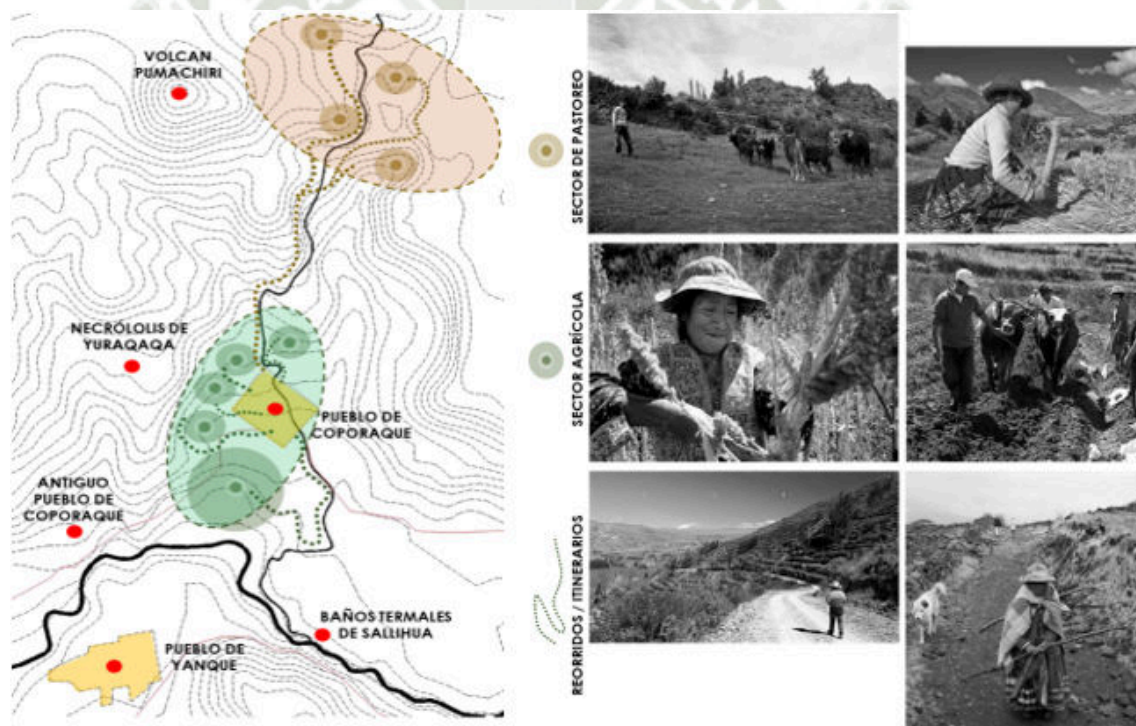 VOLCAN
PUMACHIRI
NECRÓLOLIS DE
YURAQAQA
PUEBLO DE
COPORAQUE
ANTIGUO
PUEBLO DE
COPORAQUE
BAÑOS TERMALES
DE SALLIHUA
PUEBLO DE
YANQUE
SECTOR DE PASTOREO
SECTOR AGRÍCOLA
REORRIDOS / ITINERARIOS